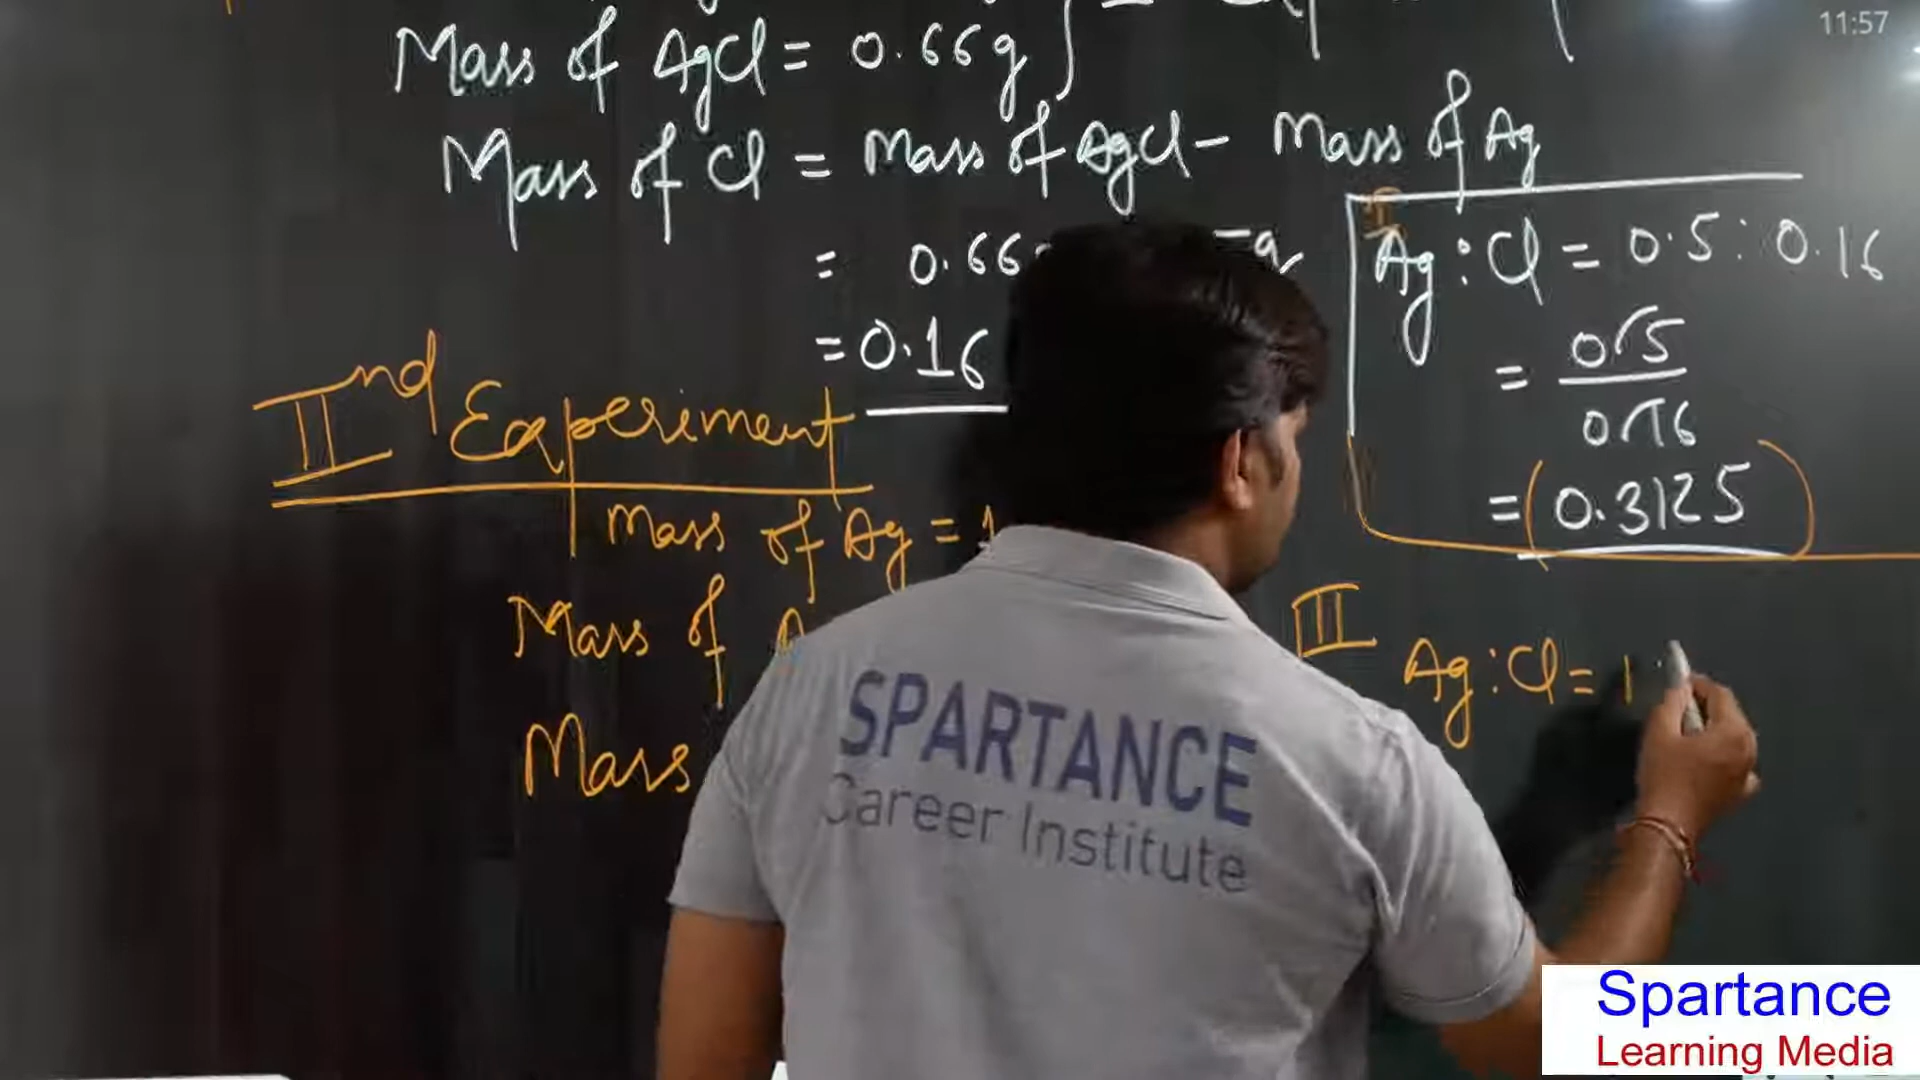 11:57
Mass of AgCl = 0.66g
Mass of Cl = Mass of AgCl - Mass of Ag
= 0.66
= 0.16
I
Ag : Cl = 0.5 : 0.16
= 0.5
0.16
= (0.3125)
IInd Experiment
Mass of Ag = 1
Mass of A
Mass
II Ag : Cl = 1
SPARTANCE
Career Institute
Spartance
Learning Media